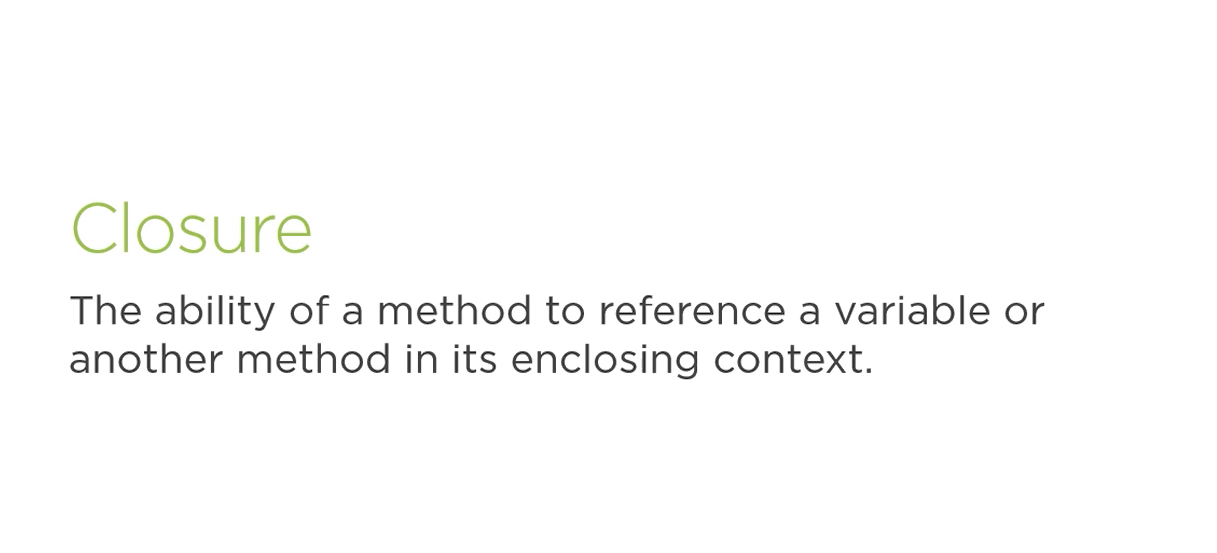 Closure
The ability of a method to reference a variable or
another method in its enclosing context.